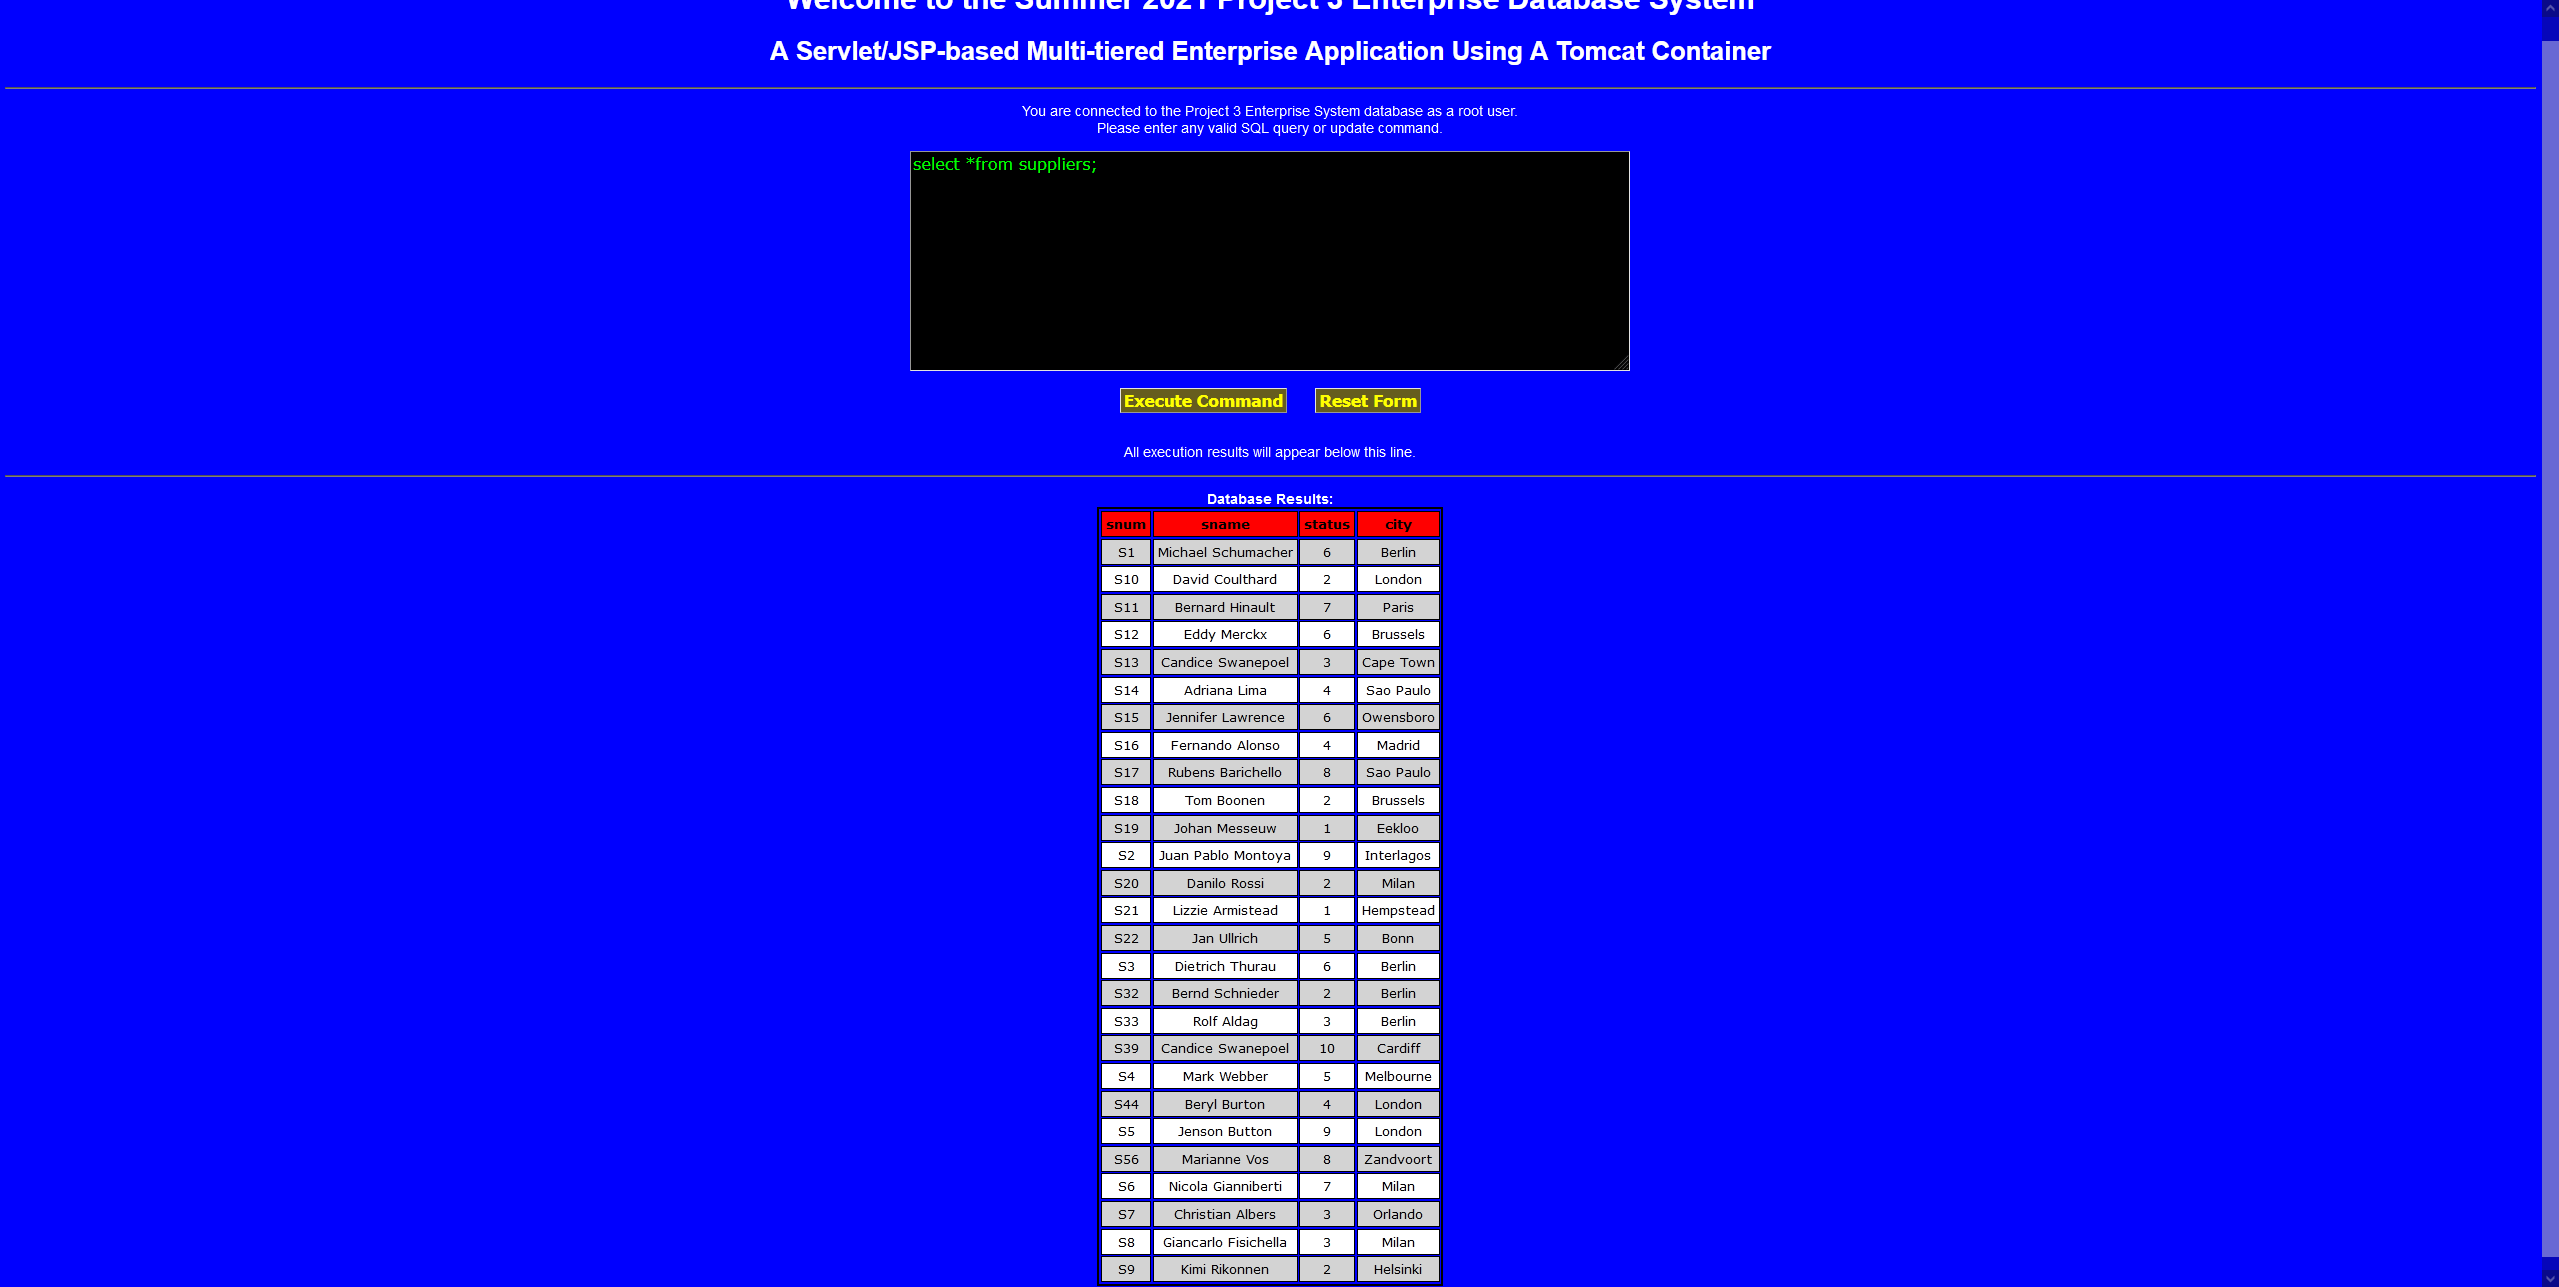 Welcome to the Summer 2021 Project 3 Enterprise Database System
A Servlet/JSP-based Multi-tiered Enterprise Application Using A Tomcat Container
You are connected to the Project 3 Enterprise System database as a root user.
Please enter any valid SQL query or update command.
select *from suppliers;
Execute Command Reset Form
All execution results will appear below this line.
Database Results:
snum sname status city
S1 Michael Schumacher 6 Berlin
S10 David Coulthard 2 London
S11 Bernard Hinault 7 Paris
S12 Eddy Merckx 6 Brussels
S13 Candice Swanepoel 3 Cape Town
S14 Adriana Lima 4 Sao Paulo
S15 Jennifer Lawrence 6 Owensboro
S16 Fernando Alonso 4 Madrid
S17 Rubens Barichello 8 Sao Paulo
S18 Tom Boonen 2 Brussels
S19 Johan Messeuw 1 Eekloo
S2 Juan Pablo Montoya 9 Interlagos
S20 Danilo Rossi 2 Milan
S21 Lizzie Armistead 1 Hempstead
S22 Jan Ullrich 5 Bonn
S3 Dietrich Thurau 6 Berlin
S32 Bernd Schnieder 2 Berlin
S33 Rolf Aldag 3 Berlin
S39 Candice Swanepoel 10 Cardiff
S4 Mark Webber 5 Melbourne
S44 Beryl Burton 4 London
S5 Jenson Button 9 London
S56 Marianne Vos 8 Zandvoort
S6 Nicola Gianniberti 7 Milan
S7 Christian Albers 3 Orlando
S8 Giancarlo Fisichella 3 Milan
S9 Kimi Rikonnen 2 Helsinki